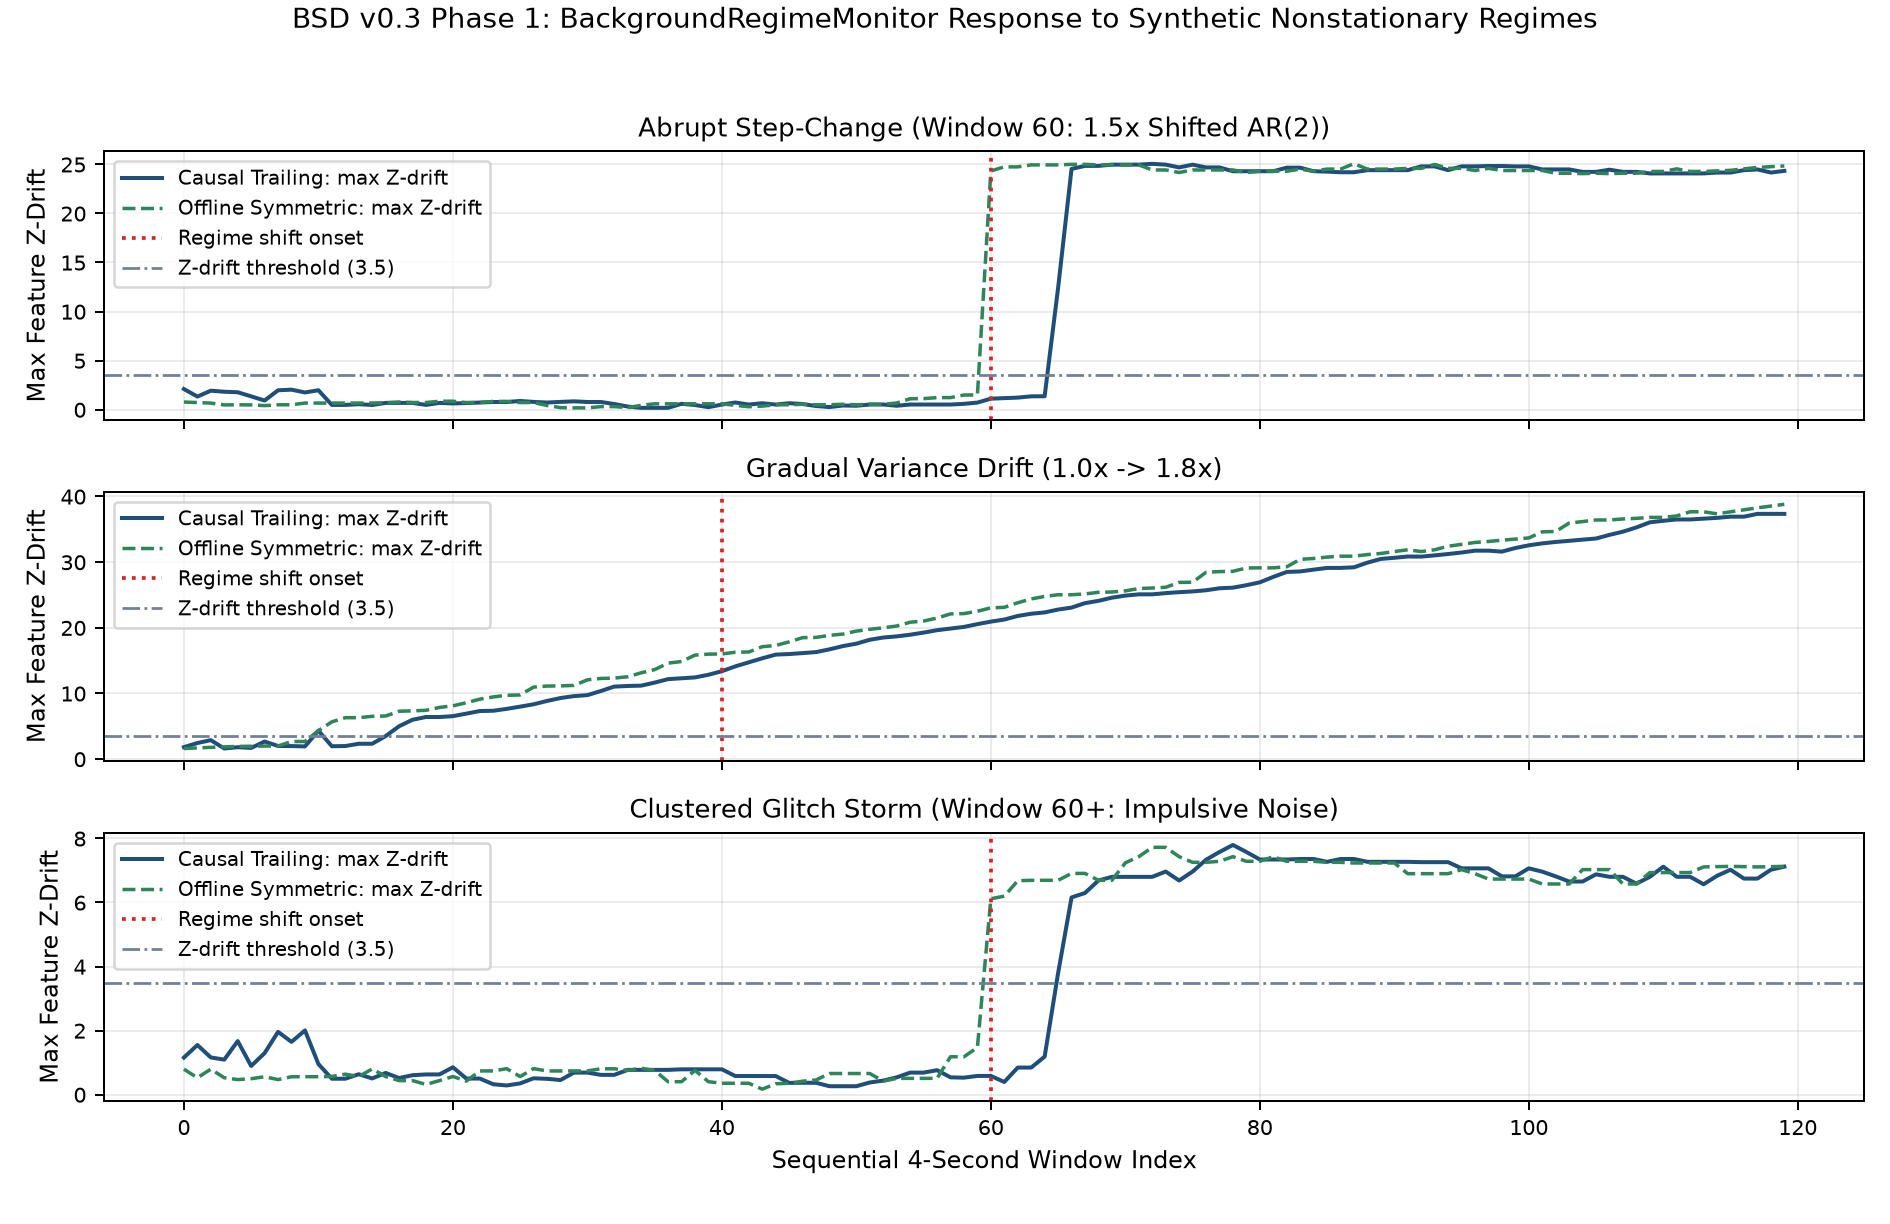 BSD v0.3 Phase 1: BackgroundRegimeMonitor Response to Synthetic Nonstationary Regimes
Abrupt Step-Change (Window 60: 1.5x Shifted AR(2))
Max Feature Z-Drift
25
20
15
10
5
0
Causal Trailing: max Z-drift
Offline Symmetric: max Z-drift
Regime shift onset
Z-drift threshold (3.5)
Gradual Variance Drift (1.0x -> 1.8x)
Max Feature Z-Drift
40
30
20
10
0
Causal Trailing: max Z-drift
Offline Symmetric: max Z-drift
Regime shift onset
Z-drift threshold (3.5)
Clustered Glitch Storm (Window 60+: Impulsive Noise)
Max Feature Z-Drift
8
6
4
2
0
Causal Trailing: max Z-drift
Offline Symmetric: max Z-drift
Regime shift onset
Z-drift threshold (3.5)
0 20 40 60 80 100 120
Sequential 4-Second Window Index